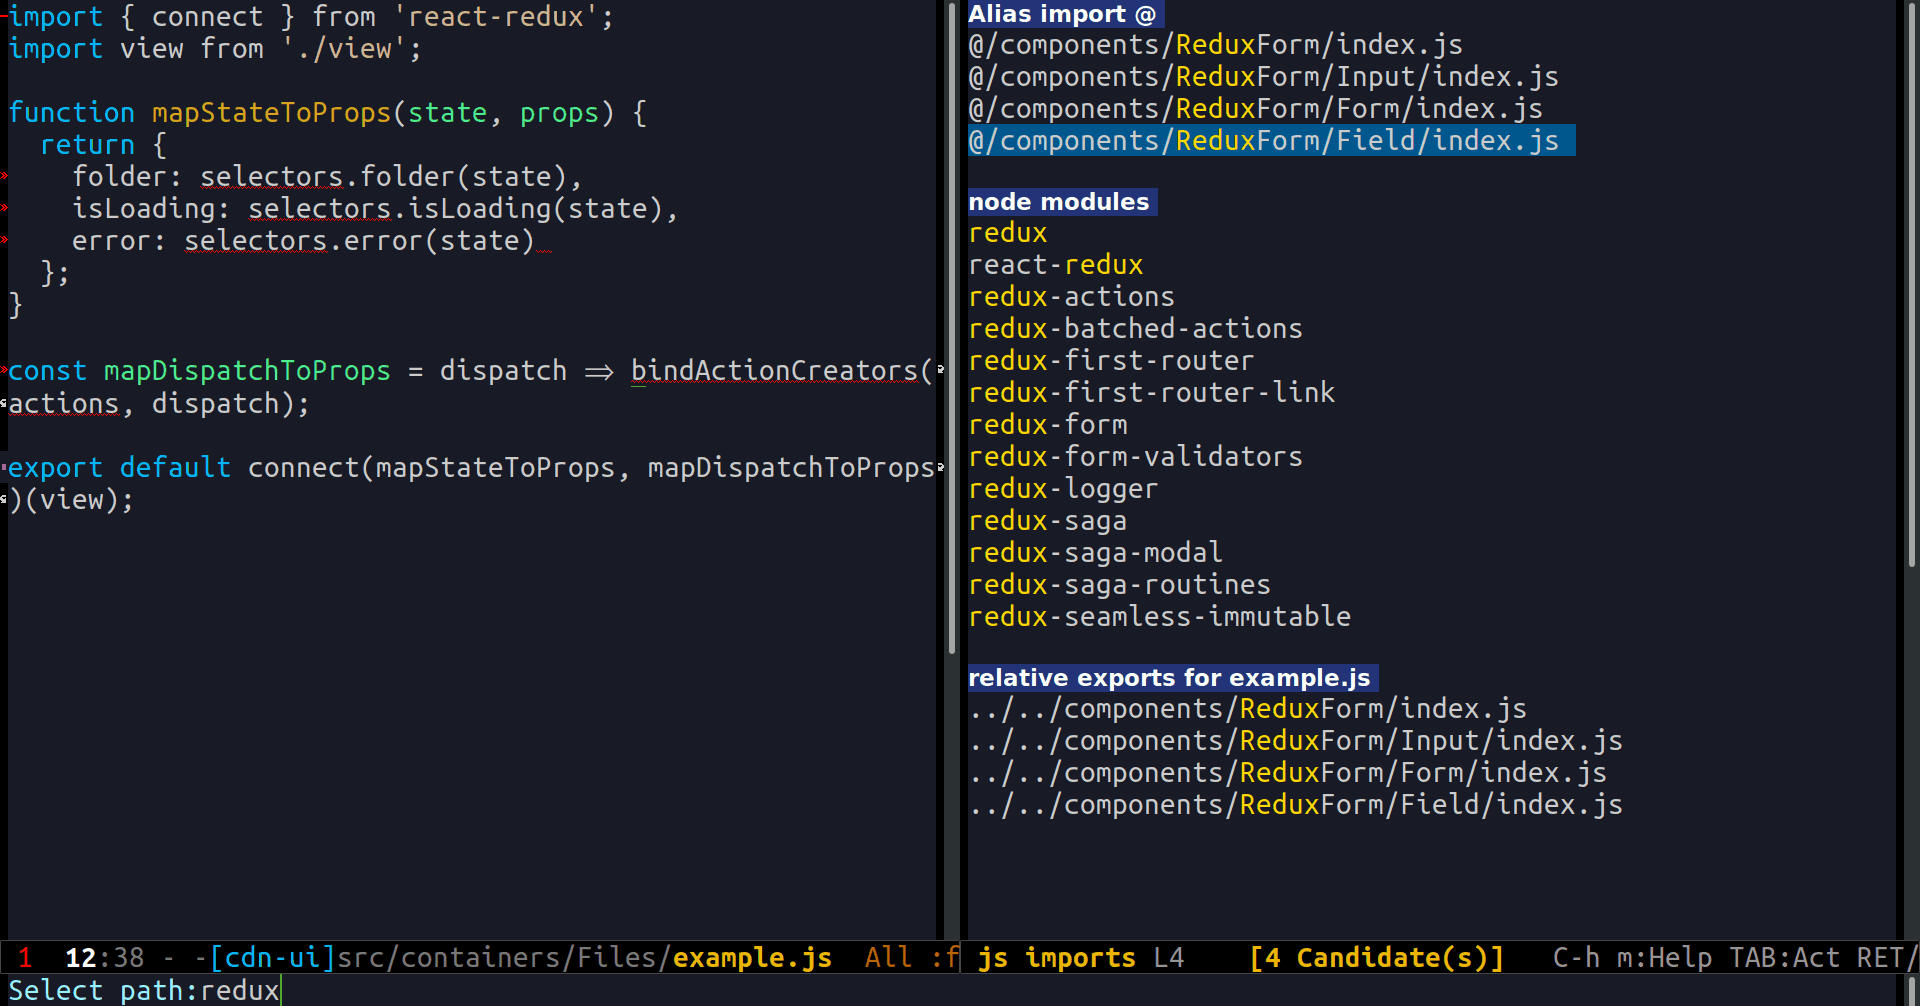 import { connect } from 'react-redux';
import view from './view';
function mapStateToProps(state, props) {
return {
folder: selectors.folder(state),
isLoading: selectors.isLoading(state),
error: selectors.error(state)
};
}
const mapDispatchToProps = dispatch ⇒ bindActionCreators(
actions, dispatch);
export default connect(mapStateToProps, mapDispatchToProps
)(view);
Alias import @
@/components/ReduxForm/index.js
@/components/ReduxForm/Input/index.js
@/components/ReduxForm/Form/index.js
@/components/ReduxForm/Field/index.js
node modules
redux
react-redux
redux-actions
redux-batched-actions
redux-first-router
redux-first-router-link
redux-form
redux-form-validators
redux-logger
redux-saga
redux-saga-modal
redux-saga-routines
redux-seamless-immutable
relative exports for example.js
../../components/ReduxForm/index.js
../../components/ReduxForm/Input/index.js
../../components/ReduxForm/Form/index.js
../../components/ReduxForm/Field/index.js
1 12:38 - -[cdn-ui]src/containers/Files/example.js All :f
js imports L4 [4 Candidate(s)] C-h m:Help TAB:Act RET/
Select path:redux